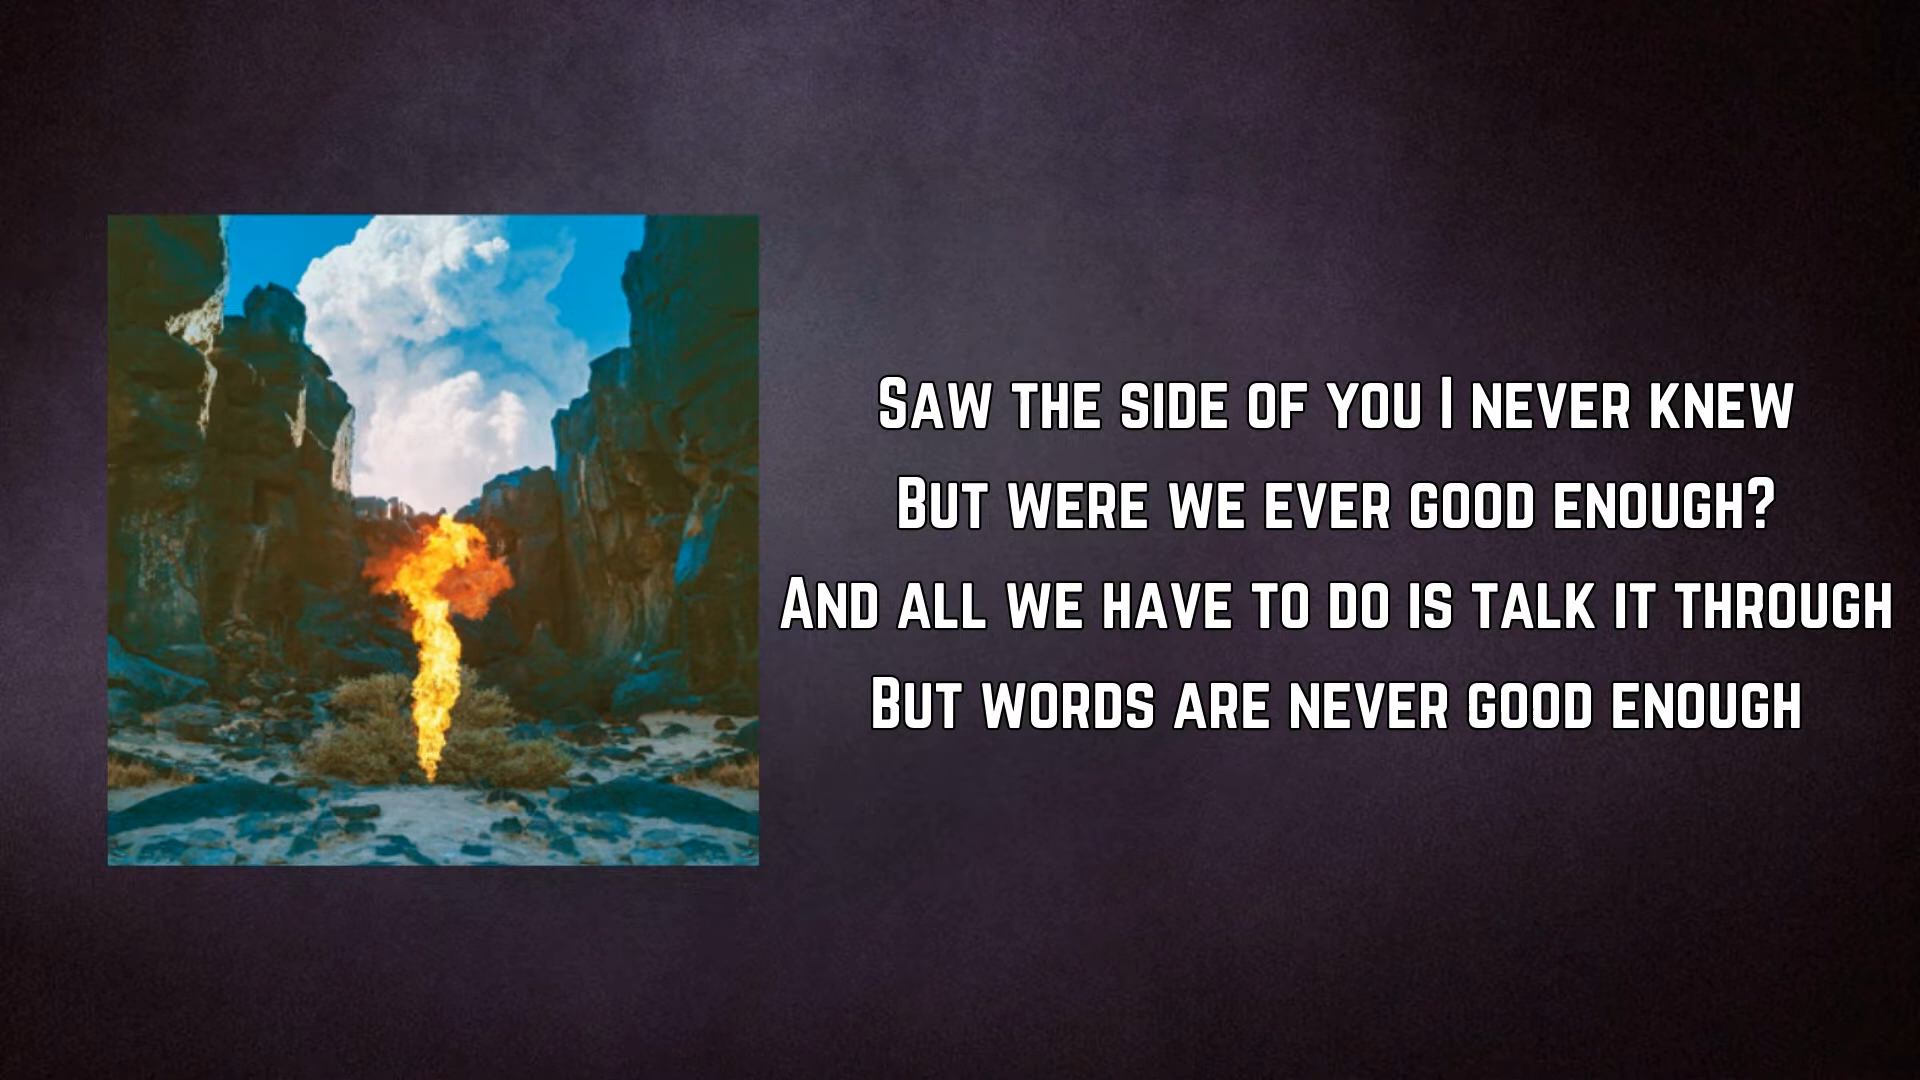 Saw the side of you I never knew
But were we ever good enough?
And all we have to do is talk it through
But words are never good enough